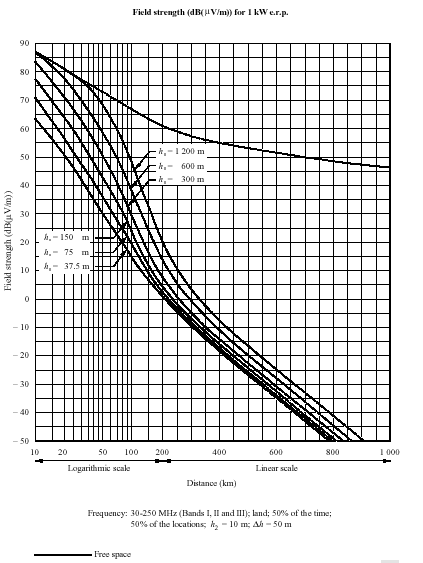 Field strength (dB(μV/m)) for 1 kW e.r.p.
90
80
70
60
50
40
30
20
10
0
– 10
– 20
– 30
– 40
– 50
Field strength (dB(μV/m))
h₁ = 1 200 m
h₁ = 600 m
h₁ = 300 m
h₁ = 150 m
h₁ = 75 m
h₁ = 37.5 m
10 20 50 100 200 400 600 800 1 000
Logarithmic scale Linear scale
Distance (km)
Frequency: 30-250 MHz (Bands I, II and III); land; 50% of the time;
50% of the locations; h₂ = 10 m; Δh = 50 m
Free space